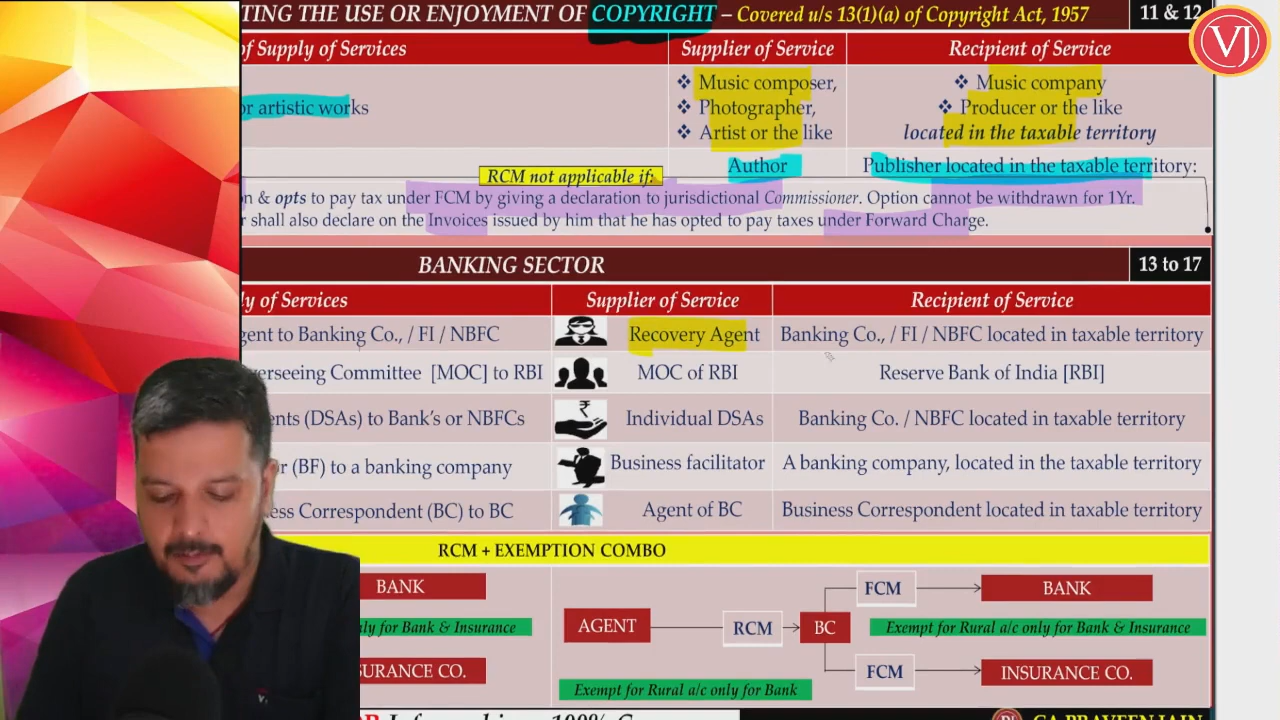 TING THE USE OR ENJOYMENT OF COPYRIGHT – Covered u/s 13(1)(a) of Copyright Act, 1957 11 & 12
VJ
of Supply of Services Supplier of Service Recipient of Service
❖ Music composer, ❖ Music company
or artistic works ❖ Photographer, ❖ Producer or the like
❖ Artist or the like located in the taxable territory
Author Publisher located in the taxable territory:
RCM not applicable if:
n & opts to pay tax under FCM by giving a declaration to jurisdictional Commissioner. Option cannot be withdrawn for 1Yr.
r shall also declare on the Invoices issued by him that he has opted to pay taxes under Forward Charge.
BANKING SECTOR 13 to 17
ly of Services Supplier of Service Recipient of Service
gent to Banking Co., / FI / NBFC Recovery Agent Banking Co., / FI / NBFC located in taxable territory
erseeing Committee [MOC] to RBI MOC of RBI Reserve Bank of India [RBI]
ents (DSAs) to Bank's or NBFCs Individual DSAs Banking Co. / NBFC located in taxable territory
r (BF) to a banking company Business facilitator A banking company, located in the taxable territory
ess Correspondent (BC) to BC Agent of BC Business Correspondent located in taxable territory
RCM + EXEMPTION COMBO
BANK FCM BANK
ly for Bank & Insurance AGENT RCM BC Exempt for Rural a/c only for Bank & Insurance
SURANCE CO. FCM INSURANCE CO.
Exempt for Rural a/c only for Bank
CA PRAVEEN JAIN